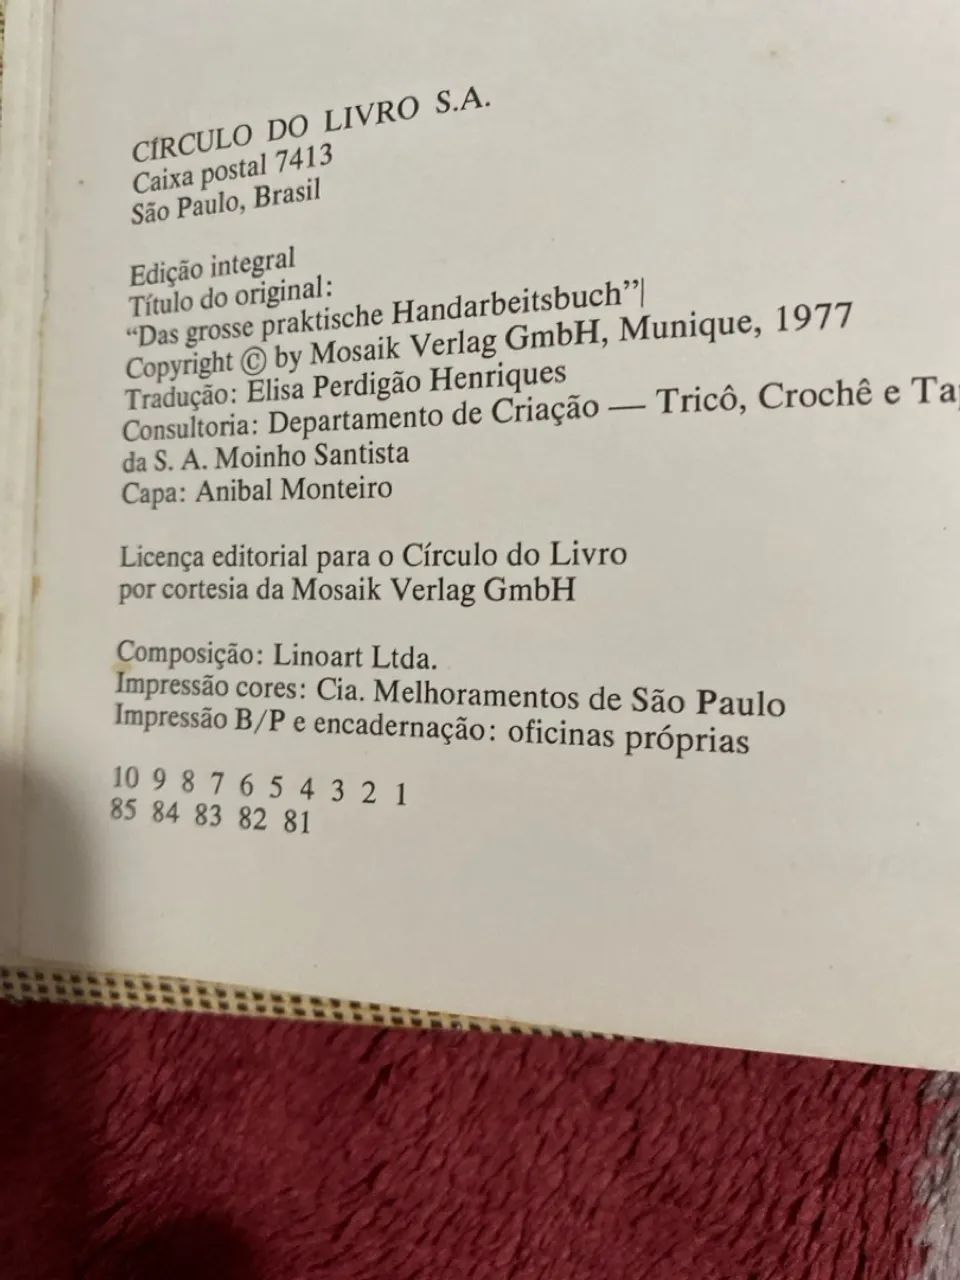 CÍRCULO DO LIVRO S.A.
Caixa postal 7413
São Paulo, Brasil
Edição integral
Título do original:
“Das grosse praktische Handarbeitsbuch”|
Copyright © by Mosaik Verlag GmbH, Munique, 1977
Tradução: Elisa Perdigão Henriques
Consultoria: Departamento de Criação — Tricô, Crochê e
da S. A. Moinho Santista
Capa: Anibal Monteiro
Licença editorial para o Círculo do Livro
por cortesia da Mosaik Verlag GmbH
Composição: Linoart Ltda.
Impressão cores: Cia. Melhoramentos de São Paulo
Impressão B/P e encadernação: oficinas próprias
10 9 8 7 6 5 4 3 2 1
85 84 83 82 81